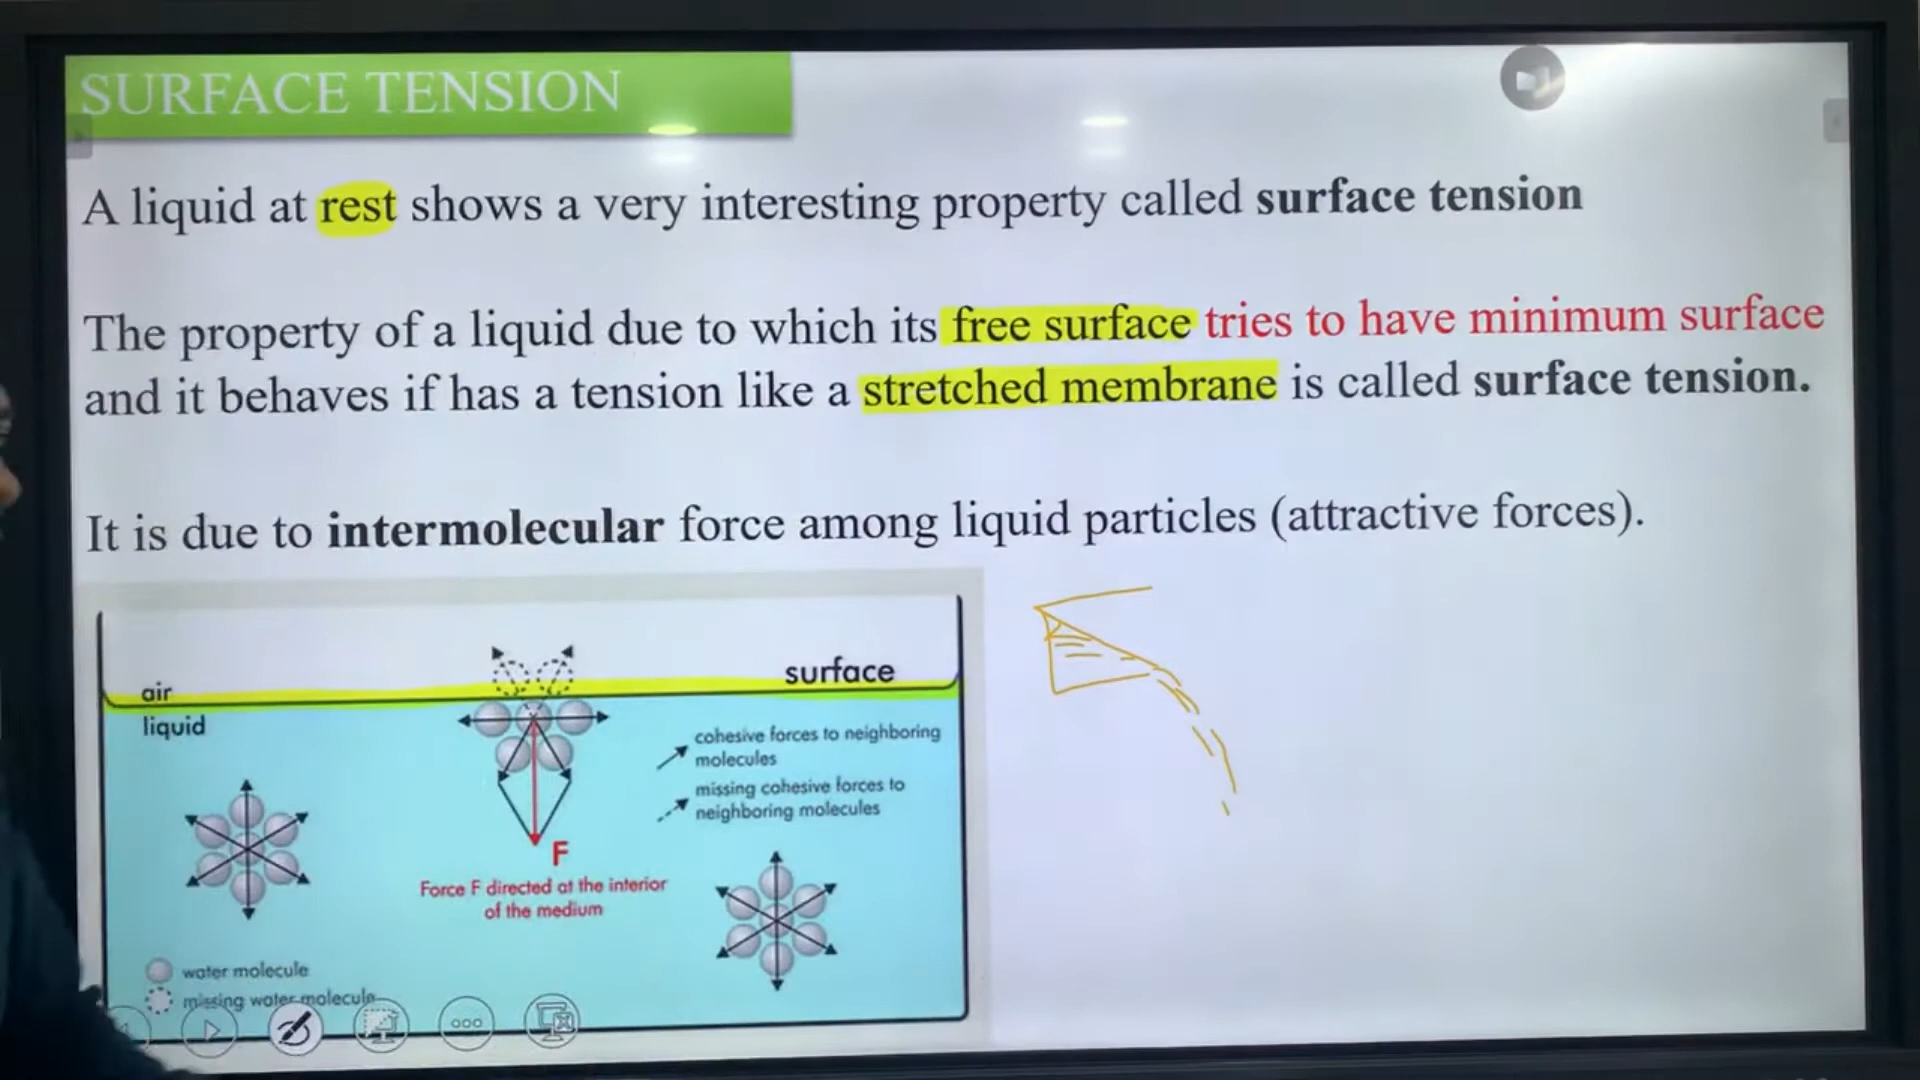 SURFACE TENSION
A liquid at rest shows a very interesting property called surface tension
The property of a liquid due to which its free surface tries to have minimum surface
and it behaves if has a tension like a stretched membrane is called surface tension.
It is due to intermolecular force among liquid particles (attractive forces).
surface
air
liquid
cohesive forces to neighboring
molecules
missing cohesive forces to
neighboring molecules
F
Force F directed at the interior
of the medium
water molecule
missing water molecule